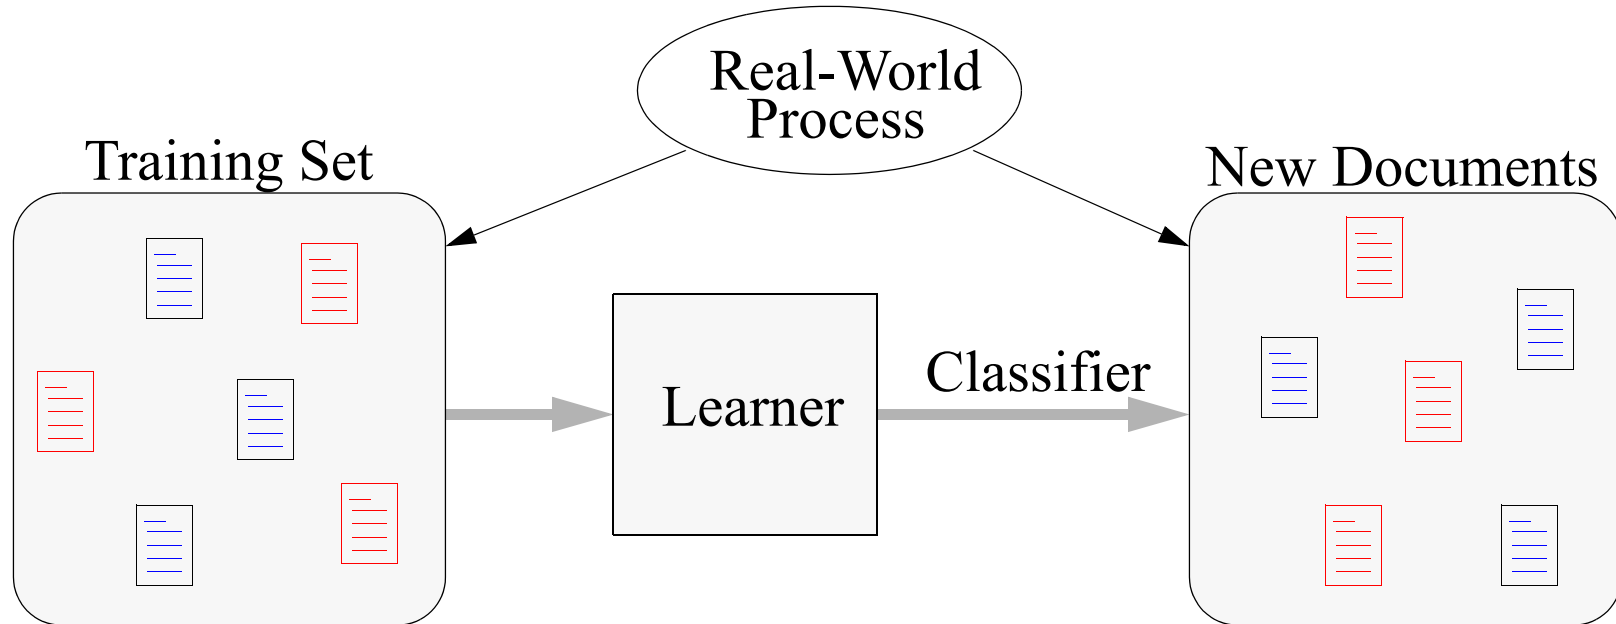 Real-World
Process
Training Set
New Documents
Learner
Classifier